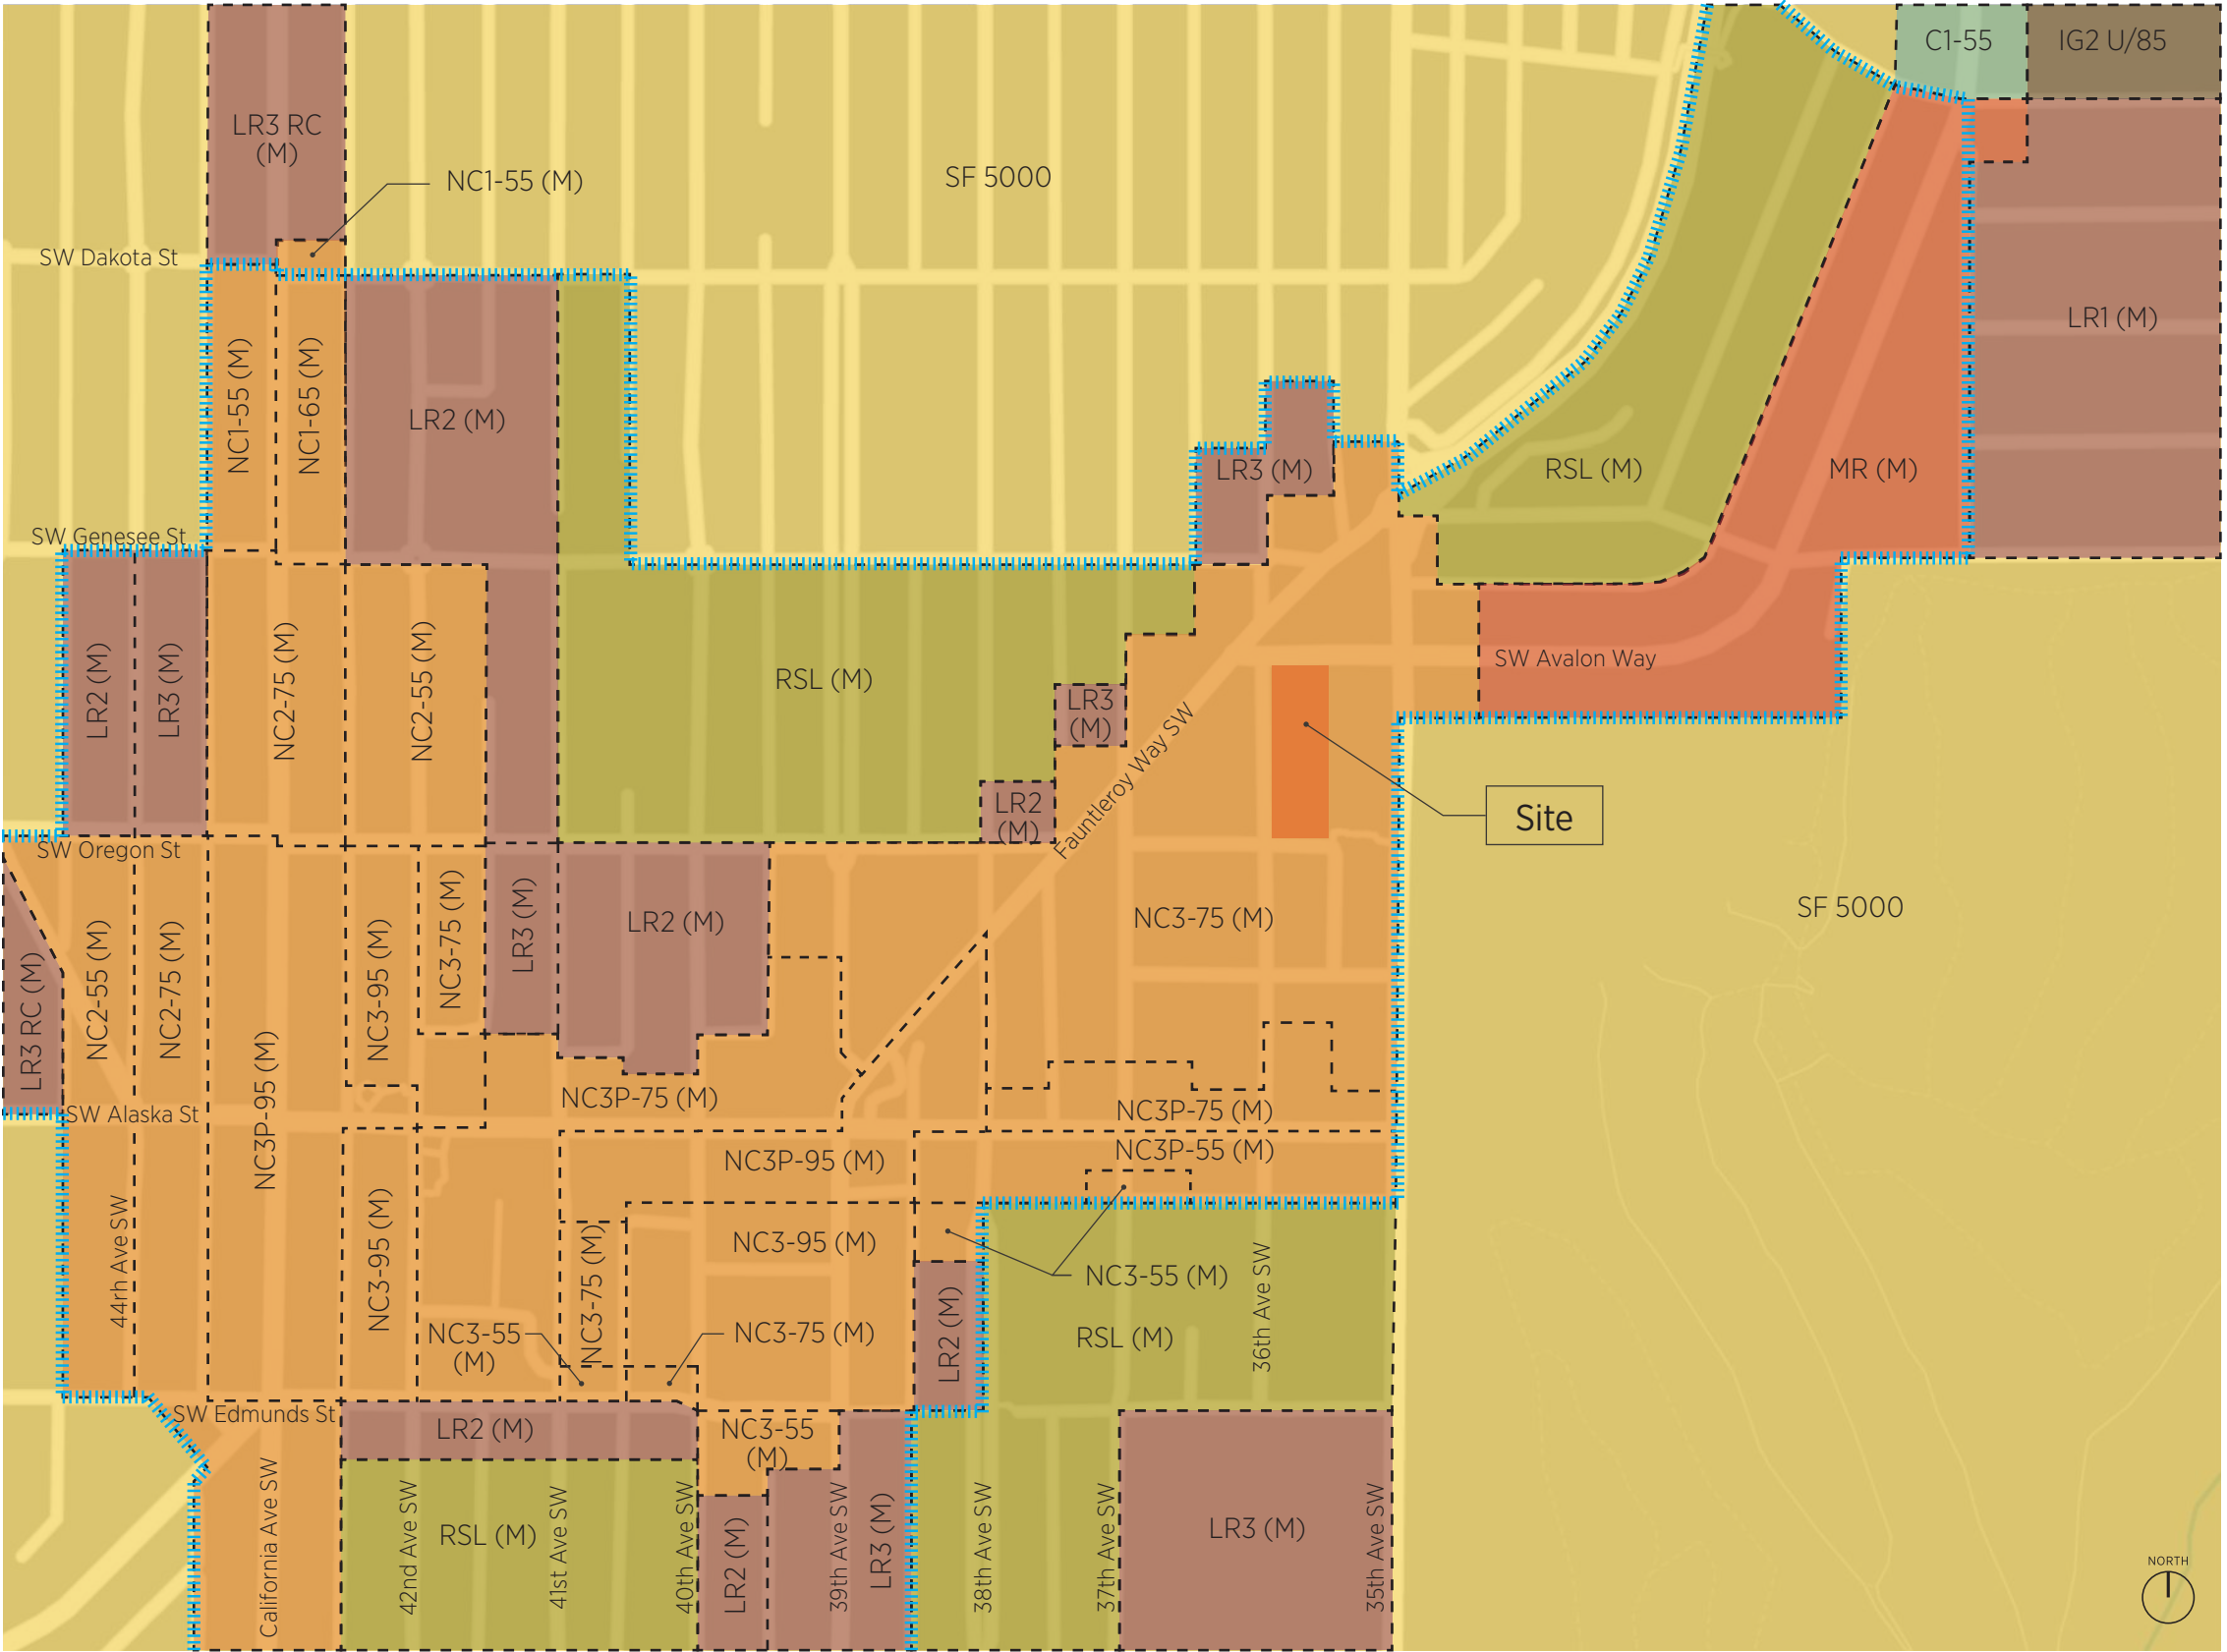 C1-55
IG2 U/85
LR3 RC
(M)
NC1-55 (M)
SF 5000
SW Dakota St
LR1 (M)
NC1-55 (M)
NC1-65 (M)
LR2 (M)
LR3 (M)
RSL (M)
MR (M)
SW Genesee St
LR2 (M)
LR3 (M)
NC2-75 (M)
NC2-55 (M)
RSL (M)
LR3
(M)
SW Avalon Way
Fauntleroy Way SW
LR2
(M)
Site
SW Oregon St
LR3 RC (M)
NC2-55 (M)
NC2-75 (M)
NC3P-95 (M)
NC3-95 (M)
NC3-75 (M)
LR3 (M)
LR2 (M)
NC3-75 (M)
SF 5000
NC3P-75 (M)
NC3P-75 (M)
SW Alaska St
NC3P-95 (M)
NC3P-55 (M)
44rh Ave SW
NC3-95 (M)
NC3-75 (M)
NC3-95 (M)
NC3-55 (M)
LR2 (M)
RSL (M)
36th Ave SW
NC3-55
(M)
NC3-75 (M)
SW Edmunds St
LR2 (M)
NC3-55
(M)
California Ave SW
42nd Ave SW
RSL (M)
41st Ave SW
40th Ave SW
LR2 (M)
39th Ave SW
LR3 (M)
38th Ave SW
37th Ave SW
LR3 (M)
35th Ave SW
NORTH